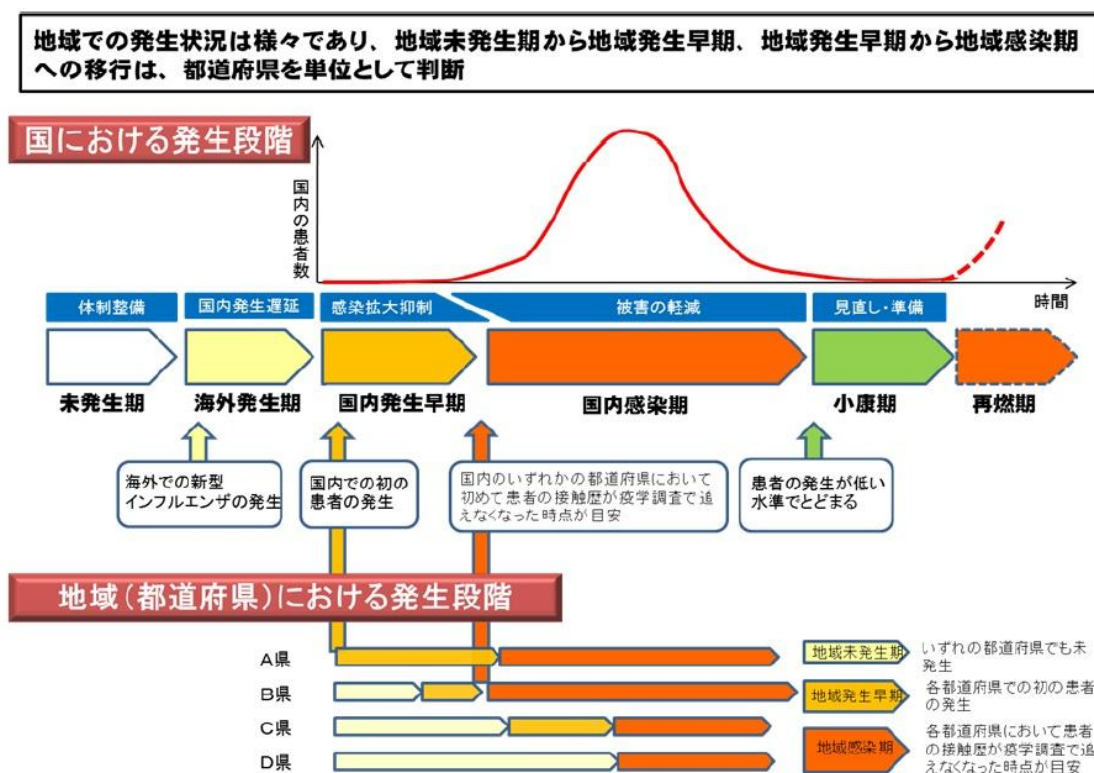 地域での発生状況は様々であり、地域未発生期から地域発生早期、地域発生早期から地域感染期
への移行は、都道府県を単位として判断
国における発生段階
国内の患者数
時間
体制整備
国内発生遅延
感染拡大抑制
被害の軽減
見直し・準備
未発生期
海外発生期
国内発生早期
国内感染期
小康期
再燃期
海外での新型
インフルエンザの発生
国内での初の
患者の発生
国内のいずれかの都道府県において
初めて患者の接触歴が疫学調査で追
えなくなった時点が目安
患者の発生が低い
水準でとどまる
地域(都道府県)における発生段階
A県
B県
C県
D県
地域未発生期
いずれの都道府県でも未
発生
地域発生早期
各都道府県での初の患者
の発生
地域感染期
各都道府県において患者
の接触歴が疫学調査で追
えなくなった時点が目安